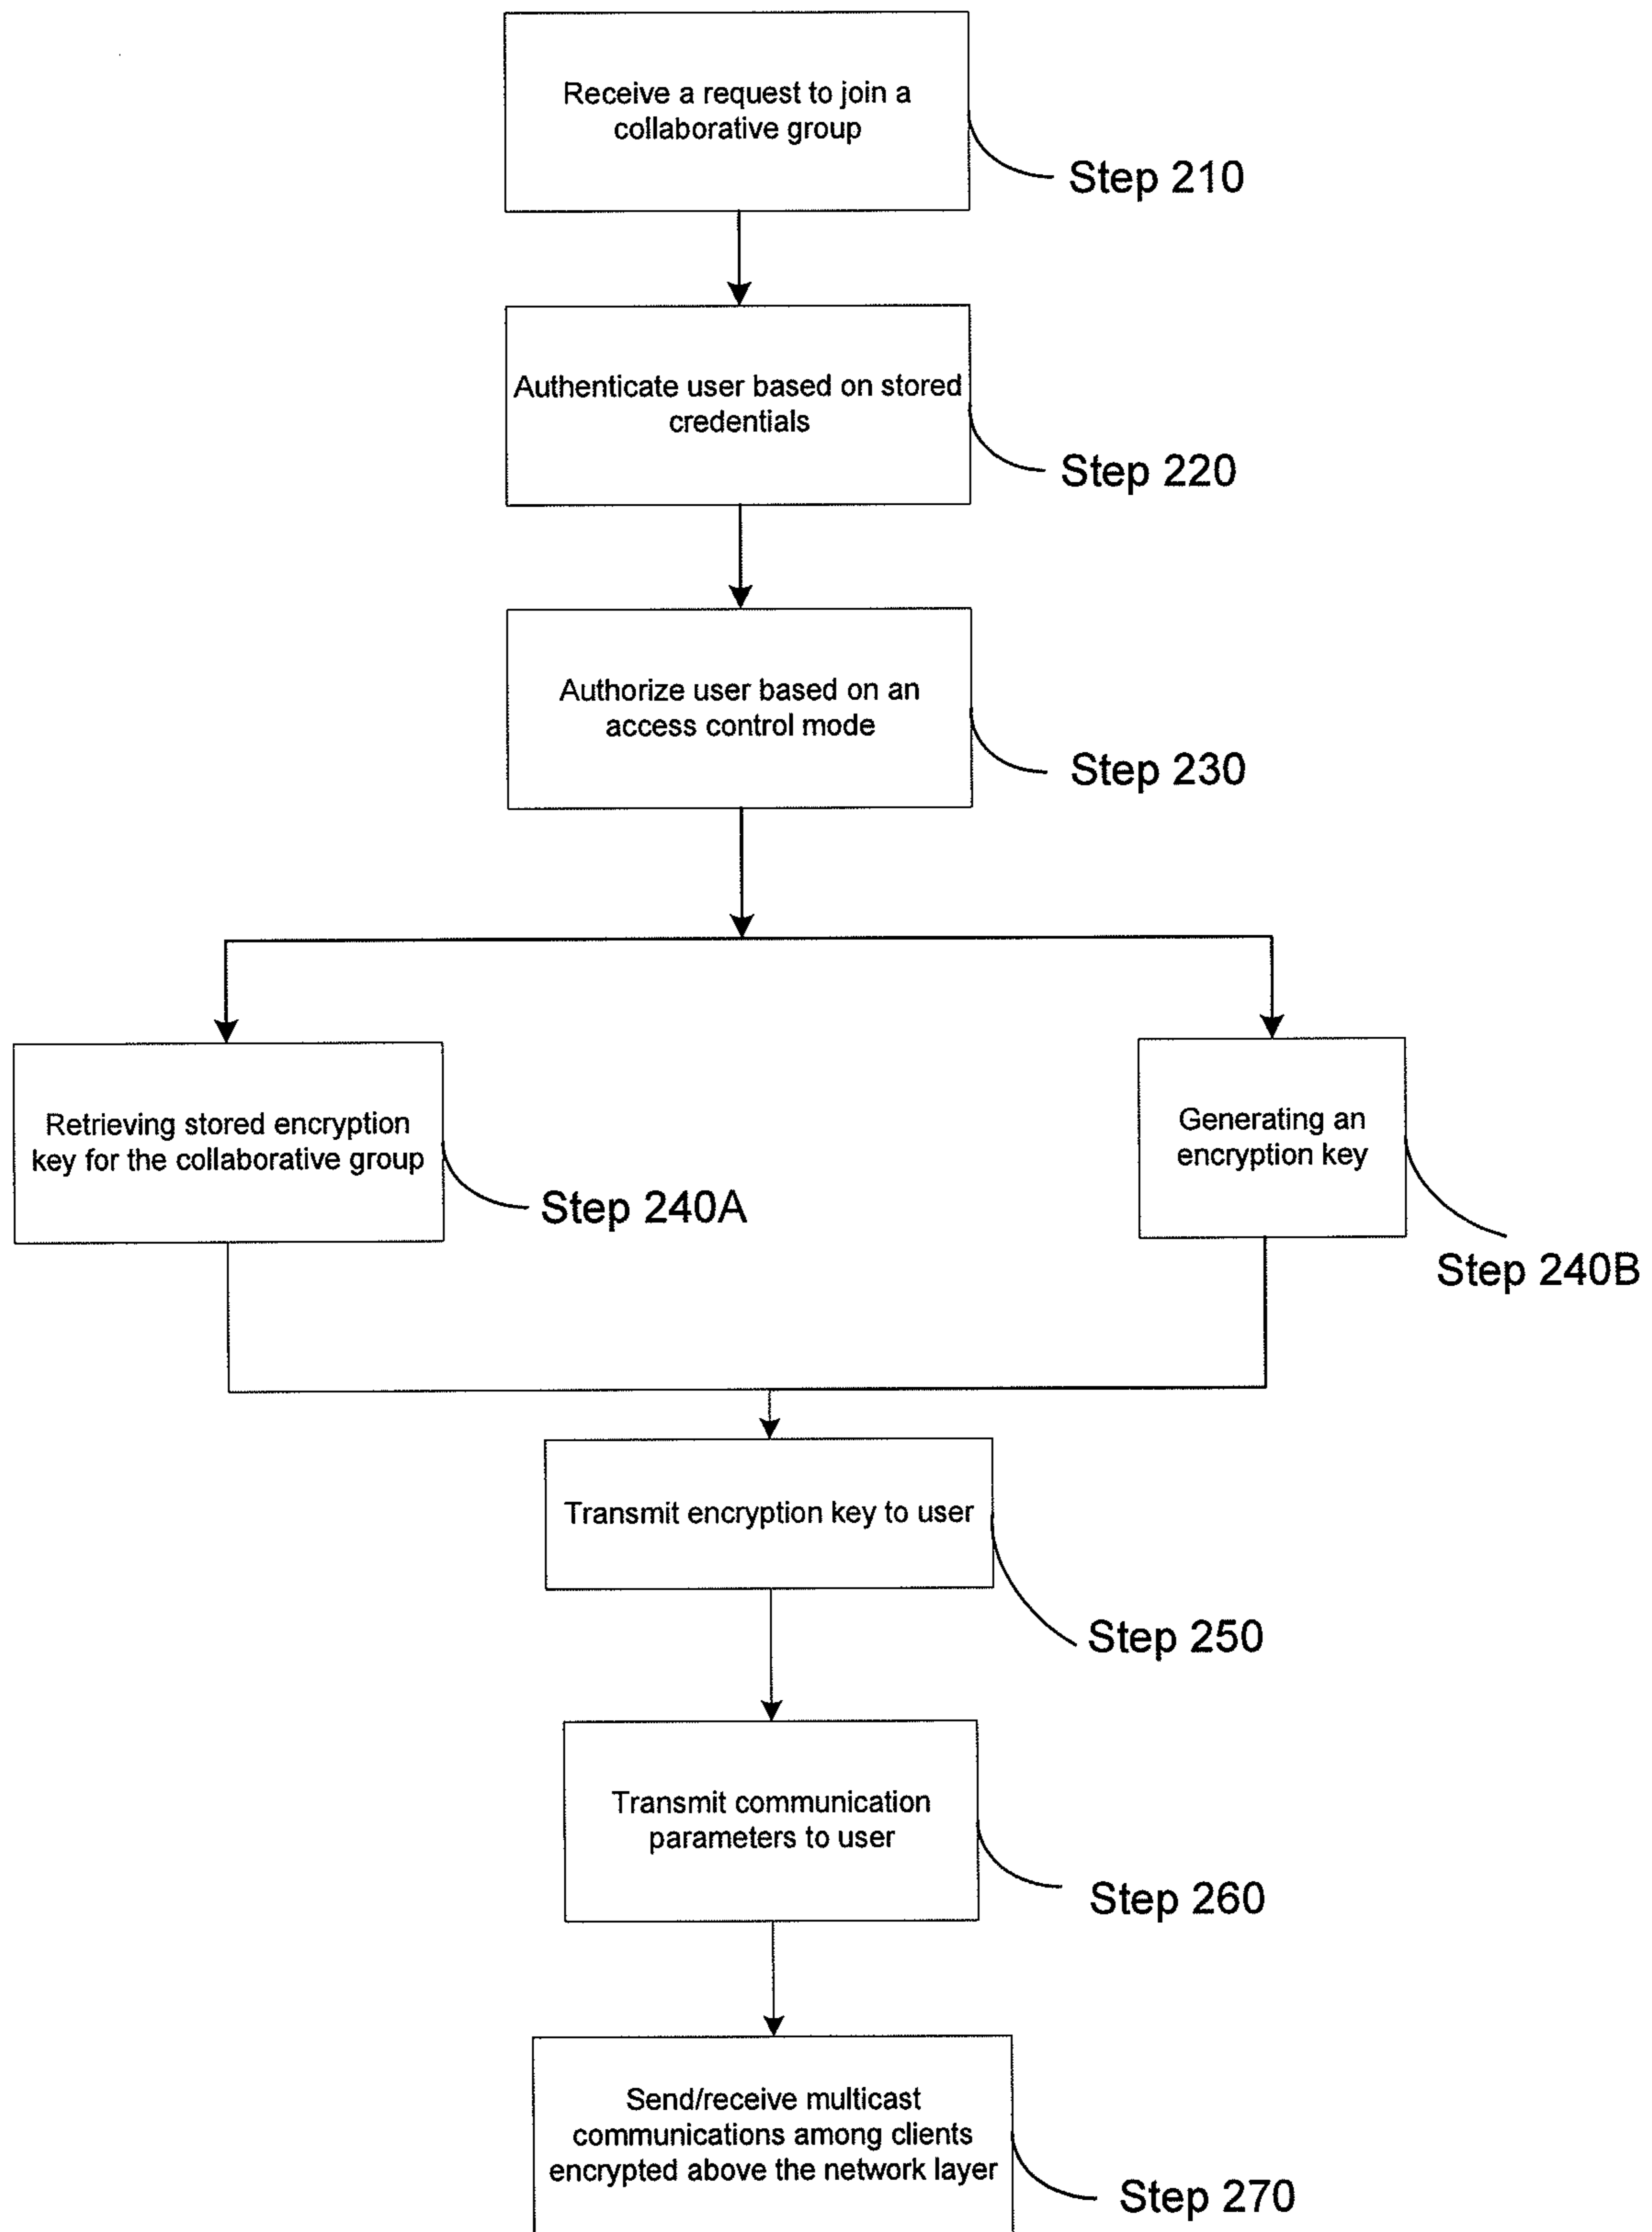 Receive a request to join a
collaborative group
Step 210
Authenticate user based on stored
credentials
Step 220
Authorize user based on an
access control mode
Step 230
Retrieving stored encryption
key for the collaborative group
Step 240A
Generating an
encryption key
Step 240B
Transmit encryption key to user
Step 250
Transmit communication
parameters to user
Step 260
Send/receive multicast
communications among clients
encrypted above the network layer
Step 270